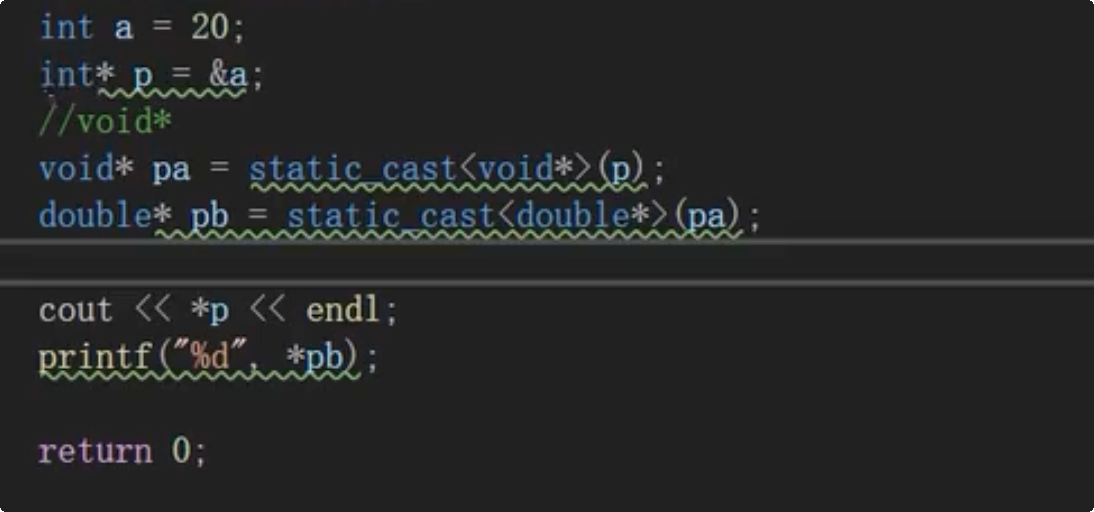 int a = 20;
int* p = &a;
//void*
void* pa = static_cast<void*>(p);
double* pb = static_cast<double*>(pa);
cout << *p << endl;
printf("%d", *pb);
return 0;